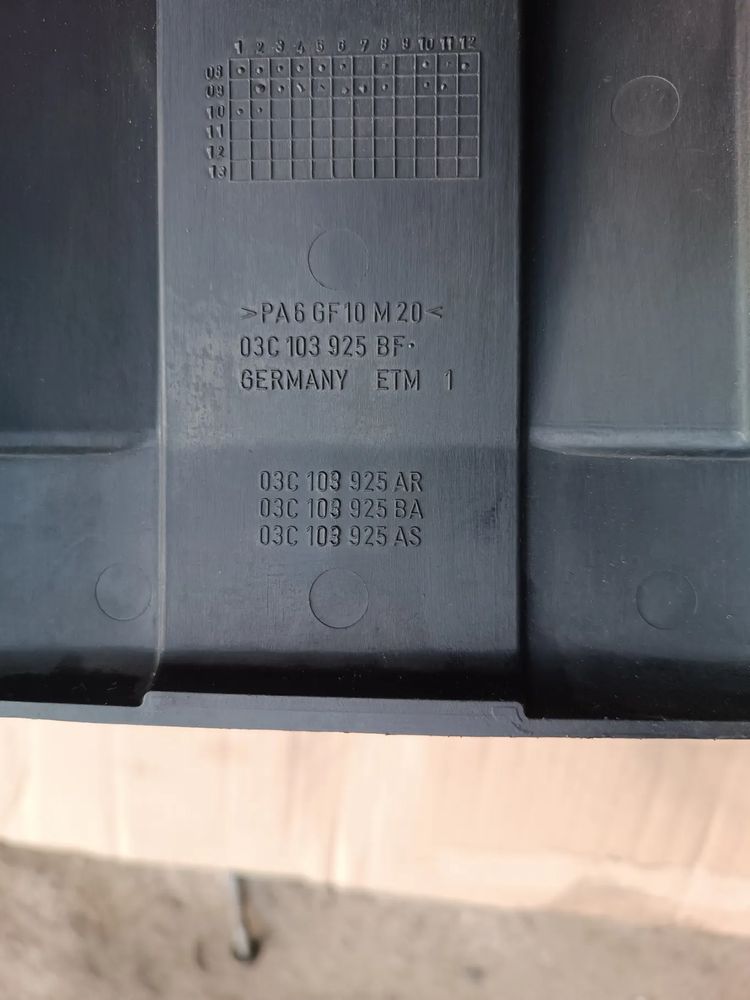 1 2 3 4 5 6 7 8 9 10 11 12
08
09
10
11
12
13
>PA6 GF10 M20<
03C 103 925 BF
GERMANY ETM 1
03C 103 925 AR
03C 103 925 BA
03C 103 925 AS